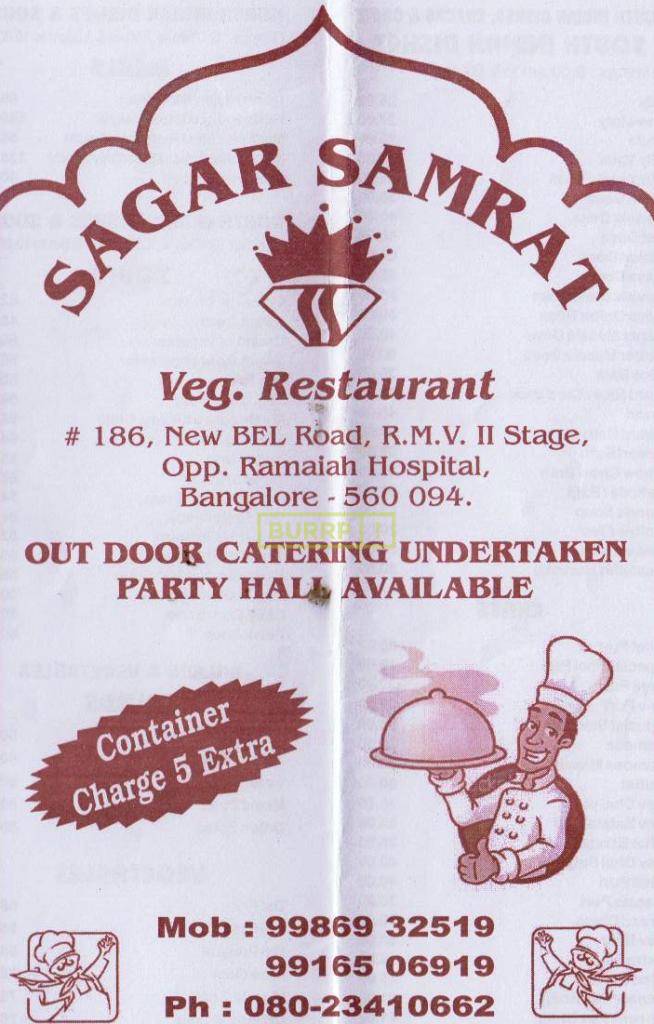 SAGAR SAMRAT
Veg. Restaurant
# 186, New BEL Road, R.M.V. II Stage,
Opp. Ramaiah Hospital,
Bangalore - 560 094.
BURRP !
OUT DOOR CATERING UNDERTAKEN
PARTY HALL AVAILABLE
Container
Charge 5 Extra
Mob : 99869 32519
99165 06919
Ph : 080-23410662